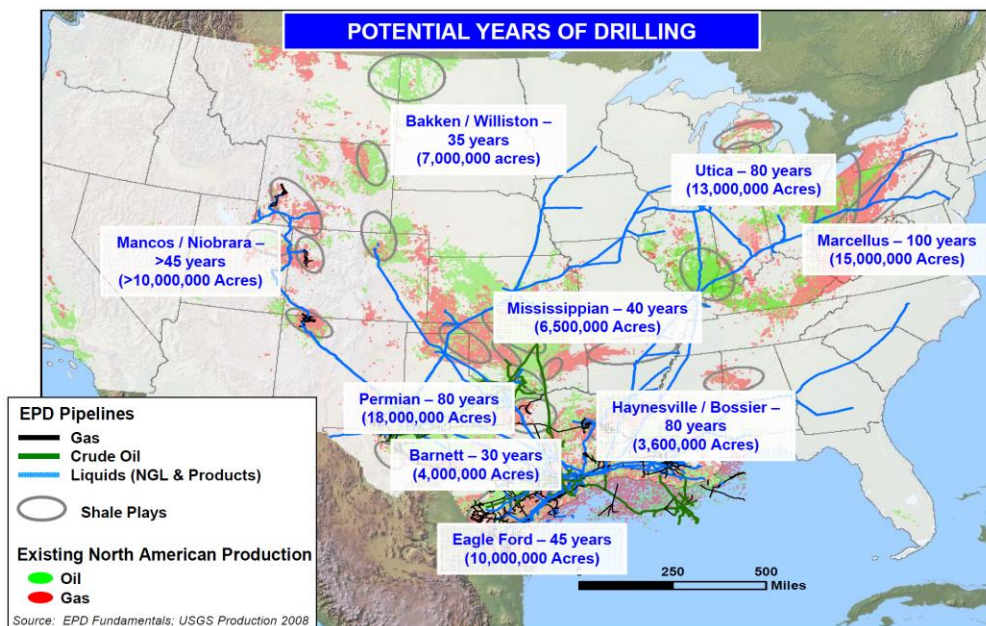 POTENTIAL YEARS OF DRILLING
Bakken / Williston –
35 years
(7,000,000 acres)
Utica – 80 years
(13,000,000 Acres)
Mancos / Niobrara –
>45 years
(>10,000,000 Acres)
Marcellus – 100 years
(15,000,000 Acres)
Mississippian – 40 years
(6,500,000 Acres)
Permian – 80 years
(18,000,000 Acres)
Haynesville / Bossier –
80 years
(3,600,000 Acres)
Barnett – 30 years
(4,000,000 Acres)
Eagle Ford – 45 years
(10,000,000 Acres)
0 250 500
Miles
EPD Pipelines
Gas
Crude Oil
Liquids (NGL & Products)
Shale Plays
Existing North American Production
Oil
Gas
Source: EPD Fundamentals; USGS Production 2008